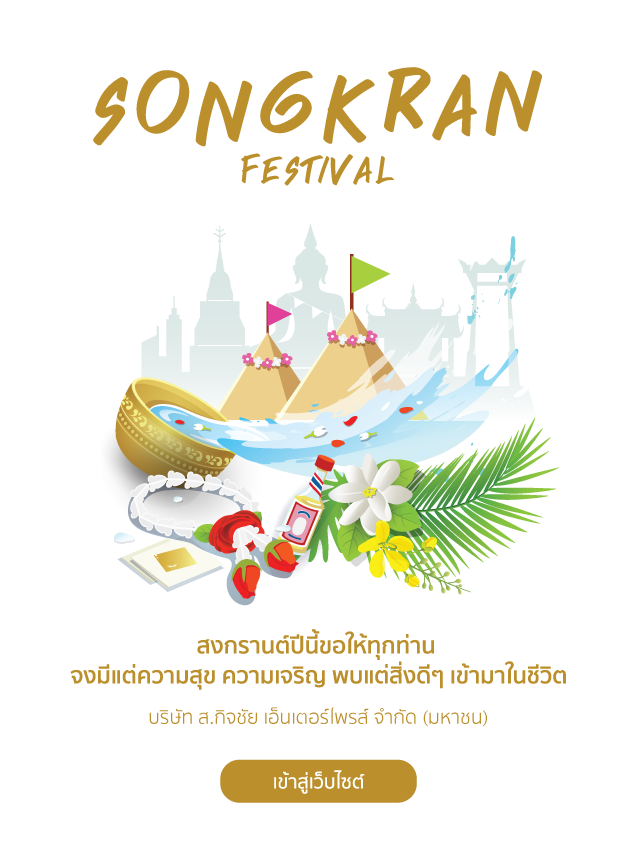 SONGKRAN
FESTIVAL
สงกรานต์ปีนี้ขอให้ทุกท่าน
จงมีแต่ความสุข ความเจริญ พบแต่สิ่งดีๆ เข้ามาในชีวิต
บริษัท ส.กิจชัย เอ็นเตอร์ไพรส์ จำกัด (มหาชน)
เข้าสู่เว็บไซต์